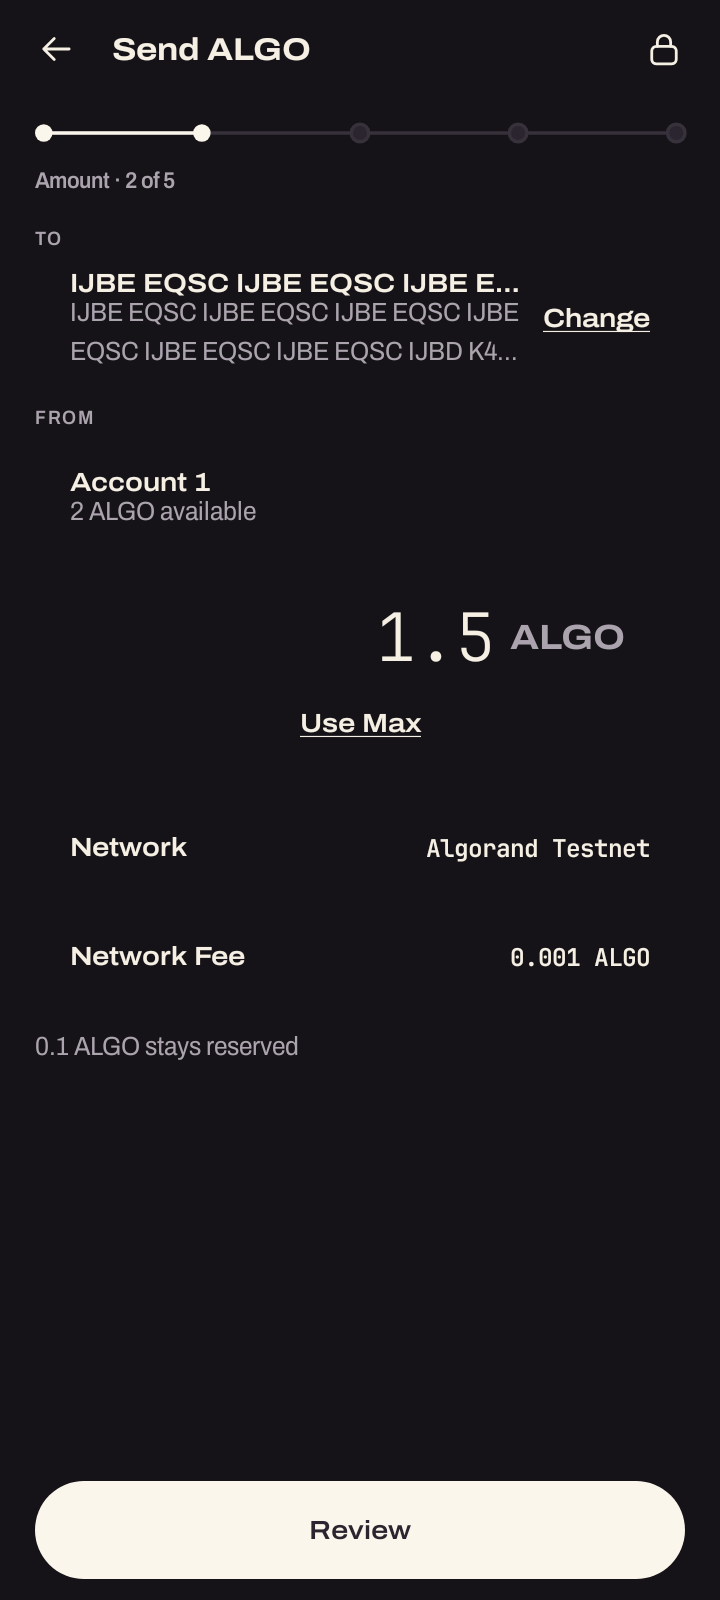 Send ALGO
Amount · 2 of 5
TO
IJBE EQSC IJBE EQSC IJBE E...
IJBE EQSC IJBE EQSC IJBE EQSC IJBE
EQSC IJBE EQSC IJBE EQSC IJBD K4...
Change
FROM
Account 1
2 ALGO available
1.5 ALGO
Use Max
Network Algorand Testnet
Network Fee 0.001 ALGO
0.1 ALGO stays reserved
Review